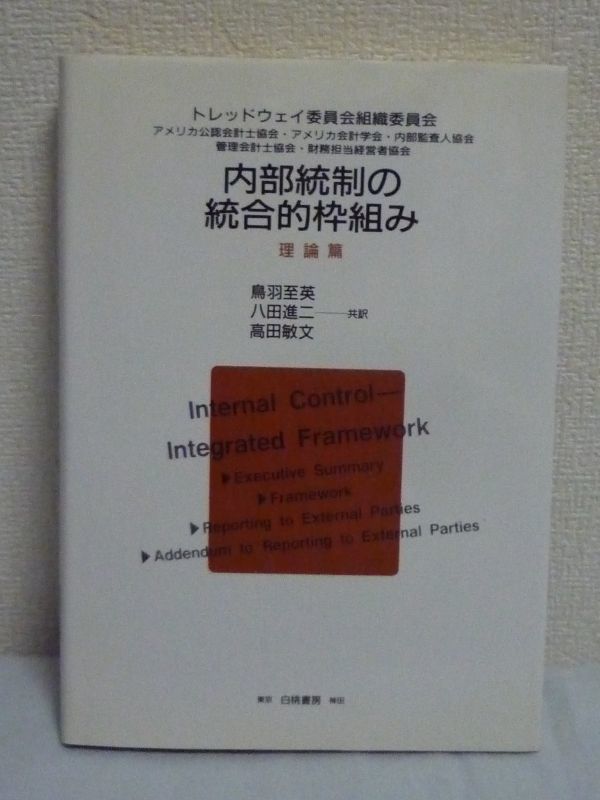 トレッドウェイ委員会組織委員会
アメリカ公認会計士協会・アメリカ会計学会・内部監査人協会
管理会計士協会・財務担当経営者協会
内部統制の
統合的枠組み
理論篇
鳥羽至英
八田進二——共訳
高田敏文
Internal Control—
Integrated Framework
▶Executive Summary
▶Framework
▶Reporting to External Parties
▶Addendum to Reporting to External Parties
東京 白桃書房 神田